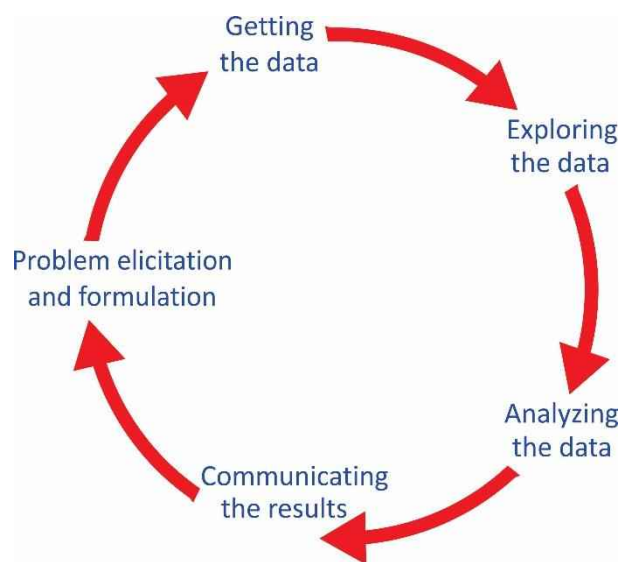 Getting
the data
Exploring
the data
Analyzing
the data
Communicating
the results
Problem elicitation
and formulation